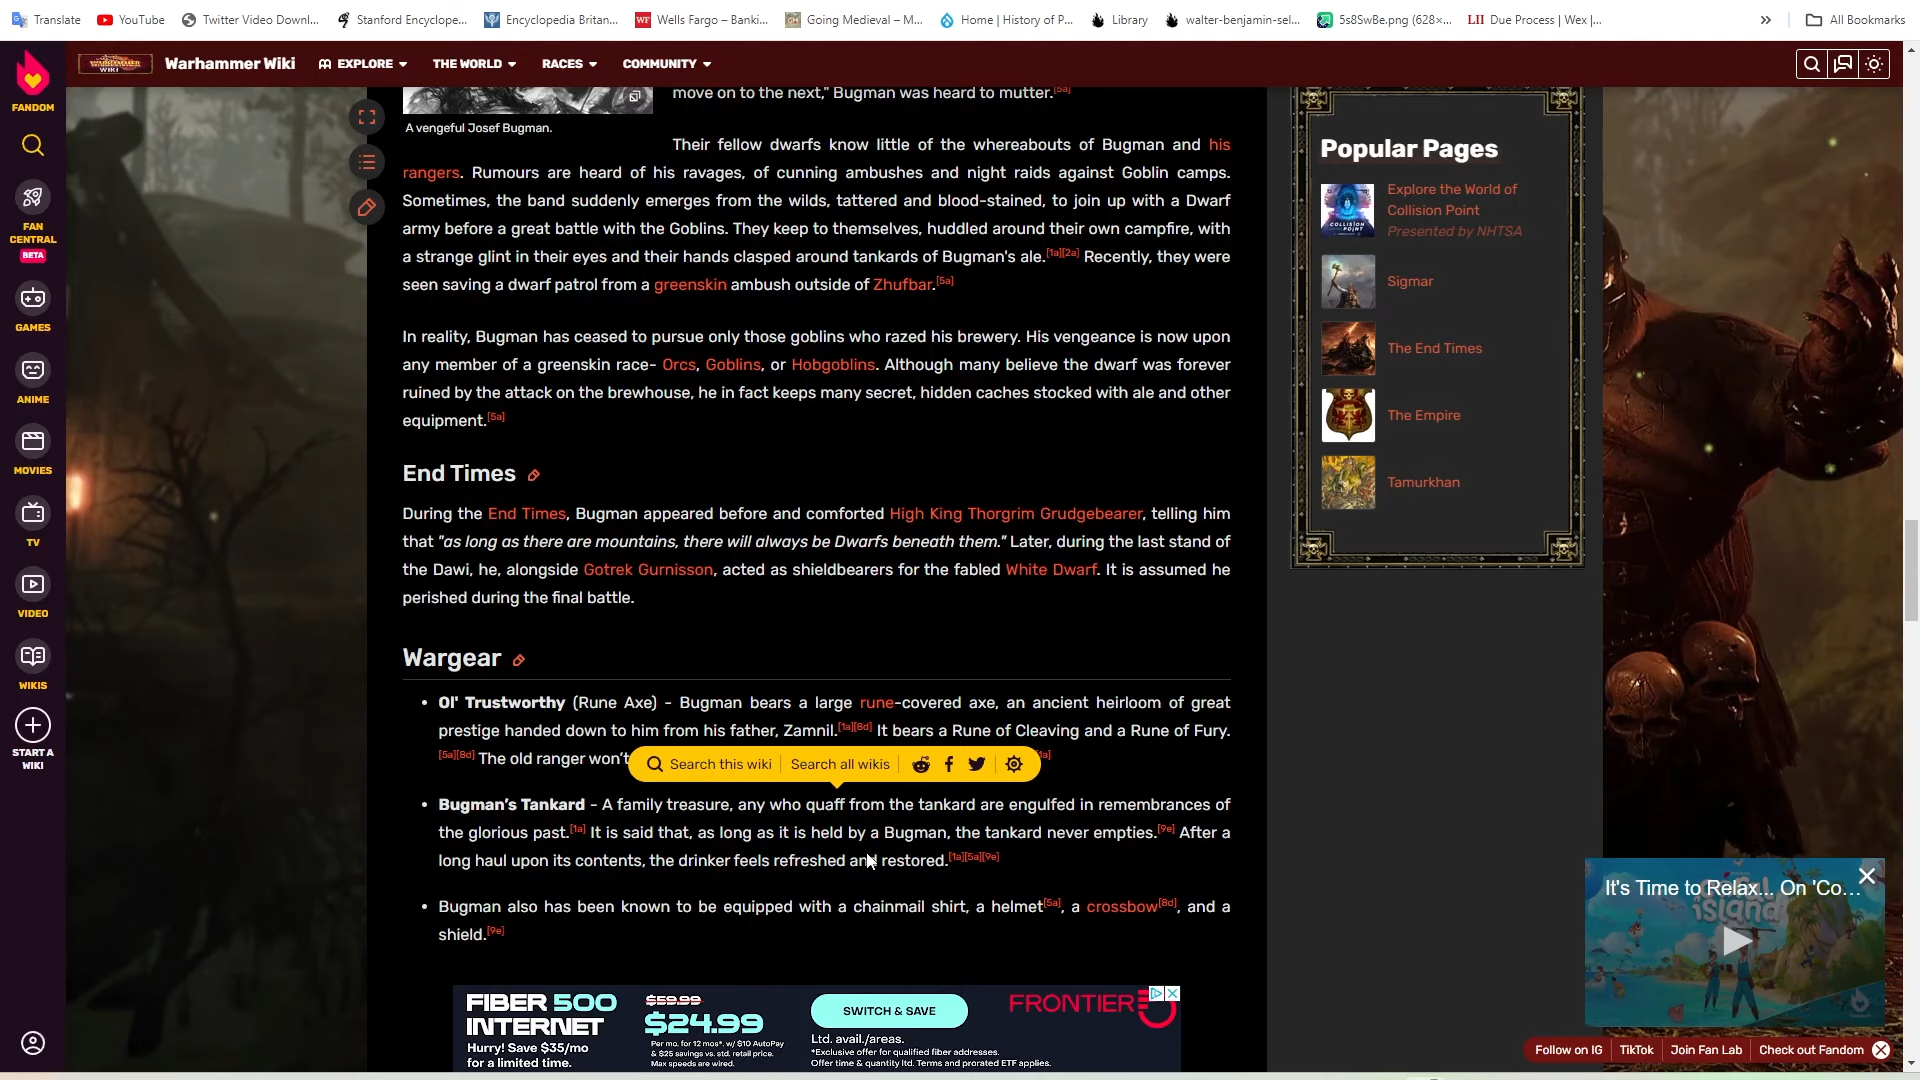 Translate
YouTube
Twitter Video Downl...
Stanford Encyclope...
Encyclopedia Britan...
WF
Wells Fargo – Banki...
GM
Going Medieval – M...
Home | History of P...
Library
walter-benjamin-sel...
5s8SwBe.png (628×...
LII
Due Process | Wex |...
»
All Bookmarks
FANDOM
FAN
CENTRAL
BETA
GAMES
ANIME
MOVIES
TV
VIDEO
WIKIS
START A
WIKI
WARHAMMER
WIKI
Warhammer Wiki
EXPLORE
THE WORLD
RACES
COMMUNITY
A vengeful Josef Bugman.
move on to the next," Bugman was heard to mutter.[5a]
Their fellow dwarfs know little of the whereabouts of Bugman and his
rangers. Rumours are heard of his ravages, of cunning ambushes and night raids against Goblin camps.
Sometimes, the band suddenly emerges from the wilds, tattered and blood-stained, to join up with a Dwarf
army before a great battle with the Goblins. They keep to themselves, huddled around their own campfire, with
a strange glint in their eyes and their hands clasped around tankards of Bugman's ale.[1a][2a] Recently, they were
seen saving a dwarf patrol from a greenskin ambush outside of Zhufbar.[5a]
In reality, Bugman has ceased to pursue only those goblins who razed his brewery. His vengeance is now upon
any member of a greenskin race- Orcs, Goblins, or Hobgoblins. Although many believe the dwarf was forever
ruined by the attack on the brewhouse, he in fact keeps many secret, hidden caches stocked with ale and other
equipment.[5a]
End Times
During the End Times, Bugman appeared before and comforted High King Thorgrim Grudgebearer, telling him
that "as long as there are mountains, there will always be Dwarfs beneath them." Later, during the last stand of
the Dawi, he, alongside Gotrek Gurnisson, acted as shieldbearers for the fabled White Dwarf. It is assumed he
perished during the final battle.
Wargear
• Ol' Trustworthy (Rune Axe) - Bugman bears a large rune-covered axe, an ancient heirloom of great
prestige handed down to him from his father, Zamnil.[1a][8d] It bears a Rune of Cleaving and a Rune of Fury.
[5a][8d] The old ranger won't
[1a]
Search this wiki
Search all wikis
• Bugman's Tankard - A family treasure, any who quaff from the tankard are engulfed in remembrances of
the glorious past.[1a] It is said that, as long as it is held by a Bugman, the tankard never empties.[9e] After a
long haul upon its contents, the drinker feels refreshed and restored.[1a][5a][9e]
• Bugman also has been known to be equipped with a chainmail shirt, a helmet[5a], a crossbow[8d], and a
shield.[9e]
FIBER 500
INTERNET
Hurry! Save $35/mo
for a limited time.
$59.99
$24.99
Per mo. for 12 mos*. w/ $10 AutoPay
& $25 savings vs. std. retail price.
Max speeds are wired.
SWITCH & SAVE
Ltd. avail./areas.
*Exclusive offer for qualified fiber addresses.
Offer time & quantity ltd. Terms and prorated ETF apply.
FRONTIER
Popular Pages
Explore the World of
Collision Point
Presented by NHTSA
Sigmar
The End Times
The Empire
Tamurkhan
It's Time to Relax... On 'Co...
island
Follow on IG
TikTok
Join Fan Lab
Check out Fandom